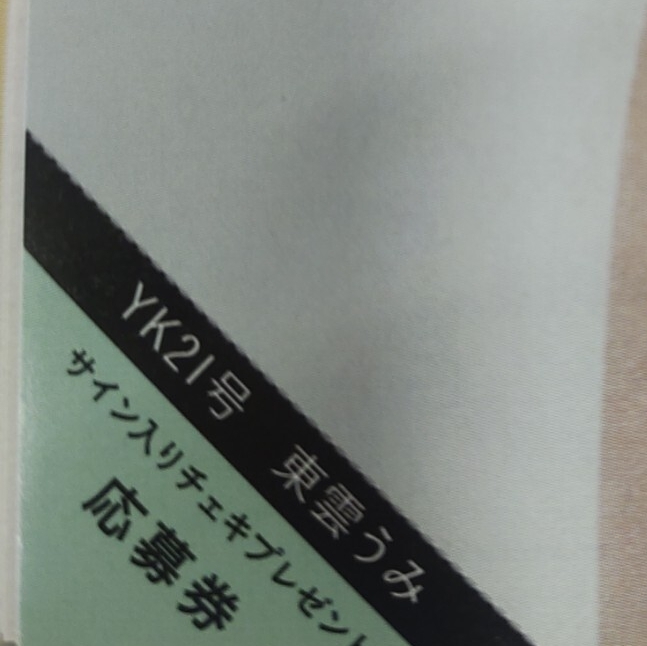 YK21号 東雲うみ
サイン入りチェキプレゼント
応募券